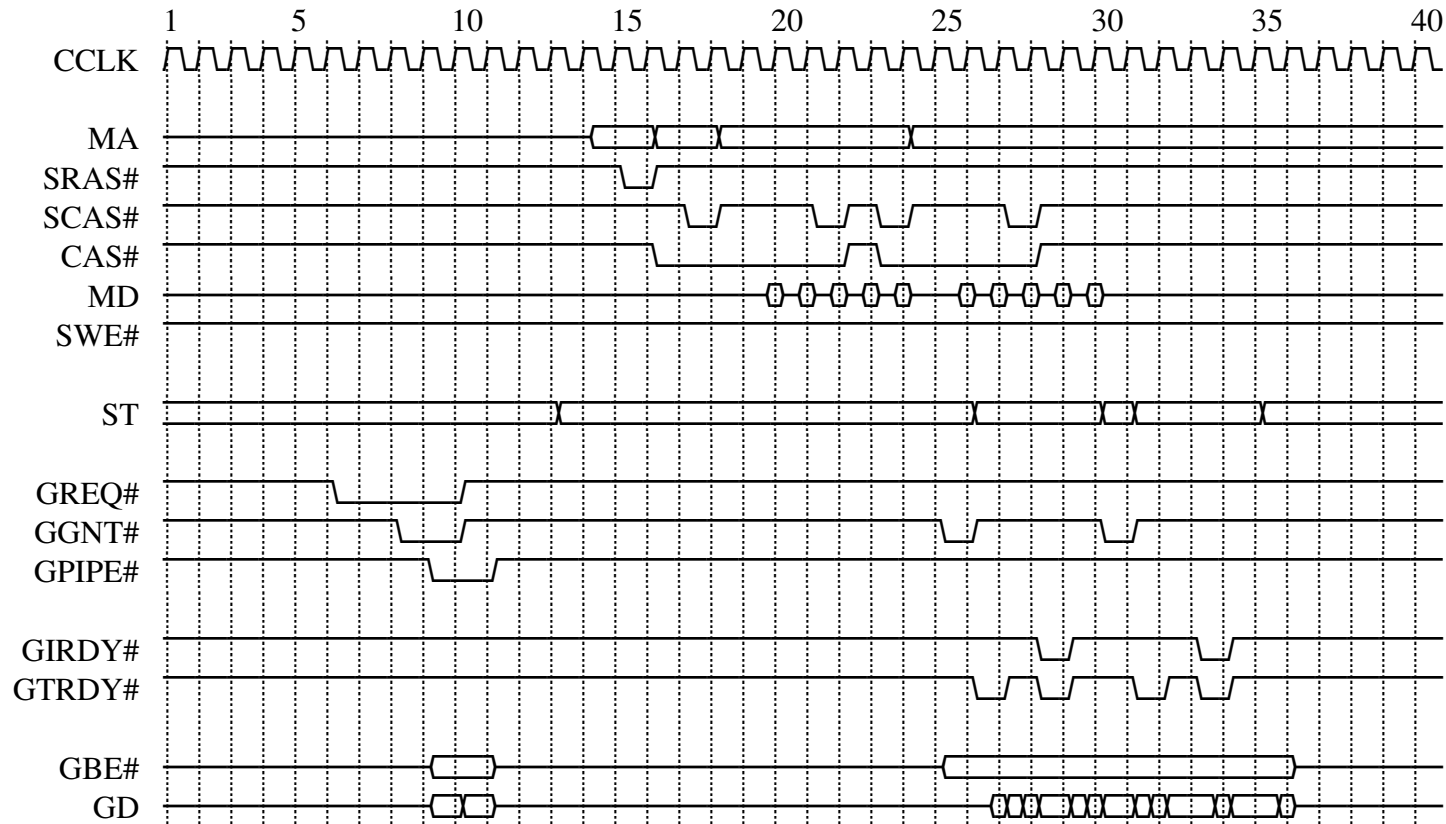 1 5 10 15 20 25 30 35 40
CCLK
MA
SRAS#
SCAS#
CAS#
MD
SWE#
ST
GREQ#
GGNT#
GPIPE#
GIRDY#
GTRDY#
GBE#
GD